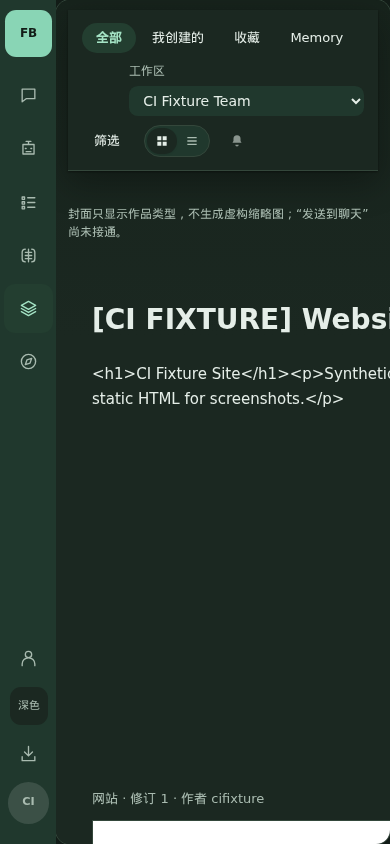 FB
全部 我创建的 收藏 Memory
工作区
CI Fixture Team
筛选
封面只显示作品类型，不生成虚构缩略图；“发送到聊天”
尚未接通。
[CI FIXTURE] Websi
<h1>CI Fixture Site</h1><p>Synthetic
static HTML for screenshots.</p>
深色
CI
网站 · 修订 1 · 作者 cifixture